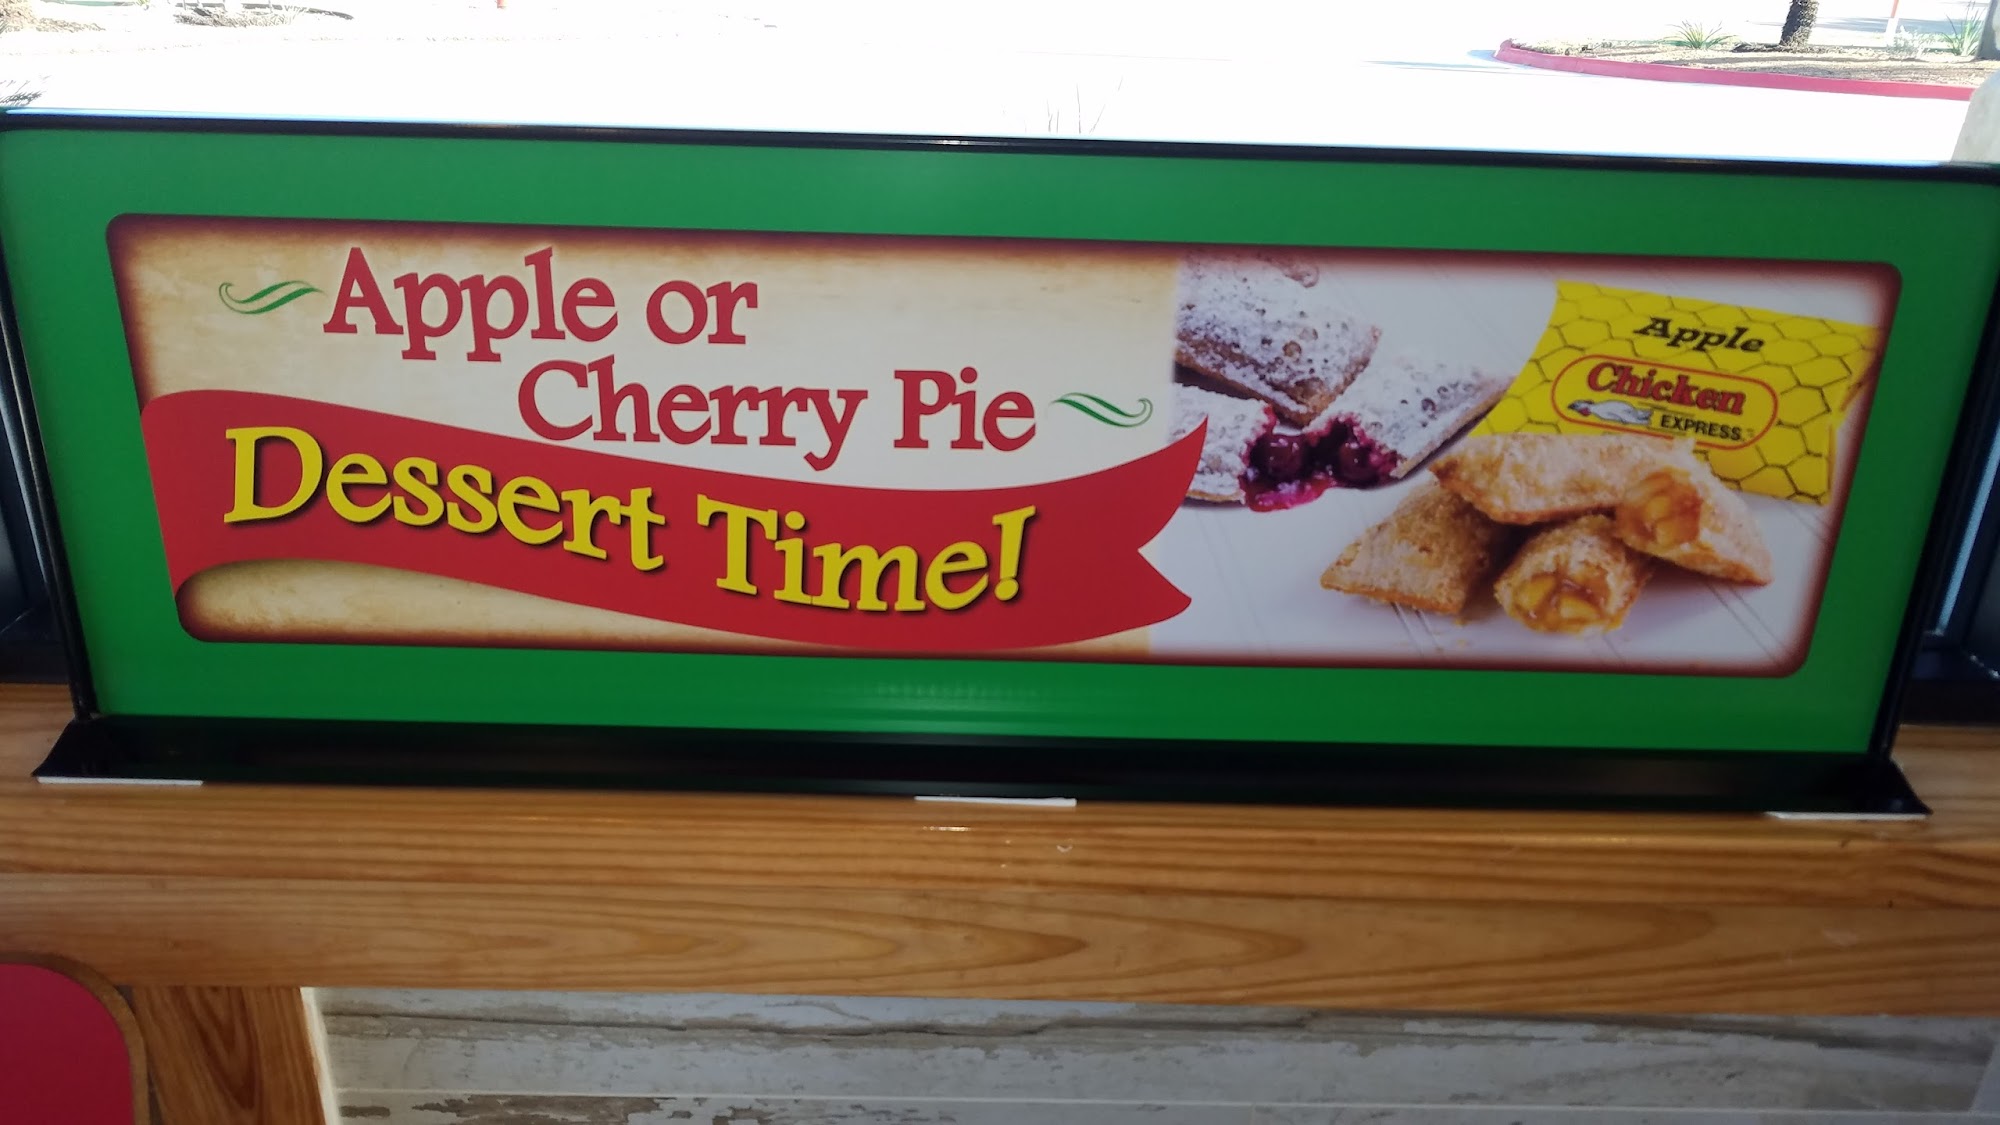 Apple or
Cherry Pie
Dessert Time!
Apple
Chicken
EXPRESS